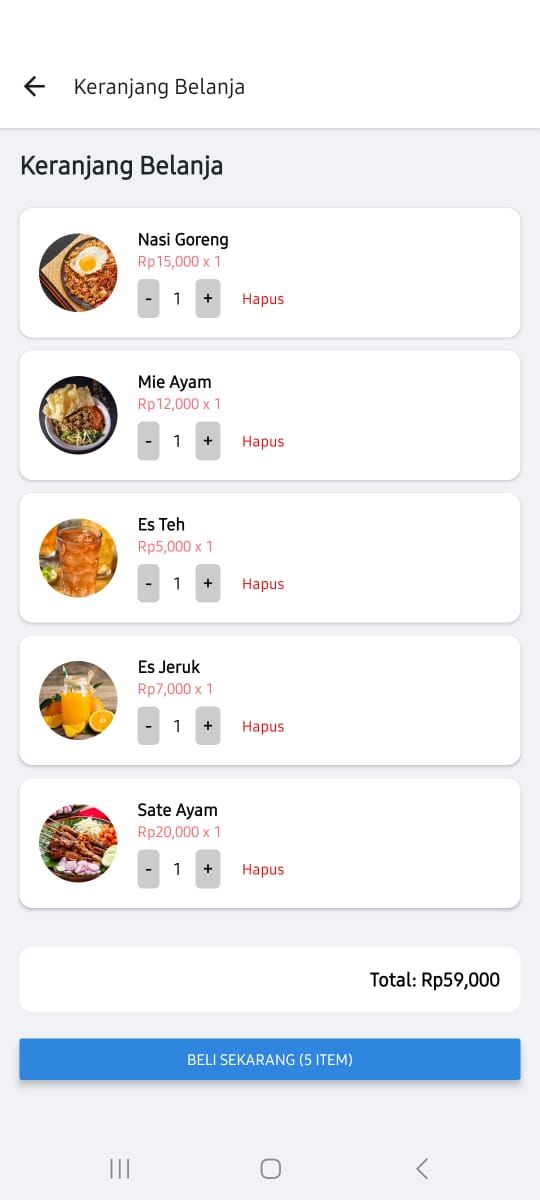 Keranjang Belanja
Keranjang Belanja
Nasi Goreng
Rp15,000 x 1
- 1 + Hapus
Mie Ayam
Rp12,000 x 1
- 1 + Hapus
Es Teh
Rp5,000 x 1
- 1 + Hapus
Es Jeruk
Rp7,000 x 1
- 1 + Hapus
Sate Ayam
Rp20,000 x 1
- 1 + Hapus
Total: Rp59,000
BELI SEKARANG (5 ITEM)